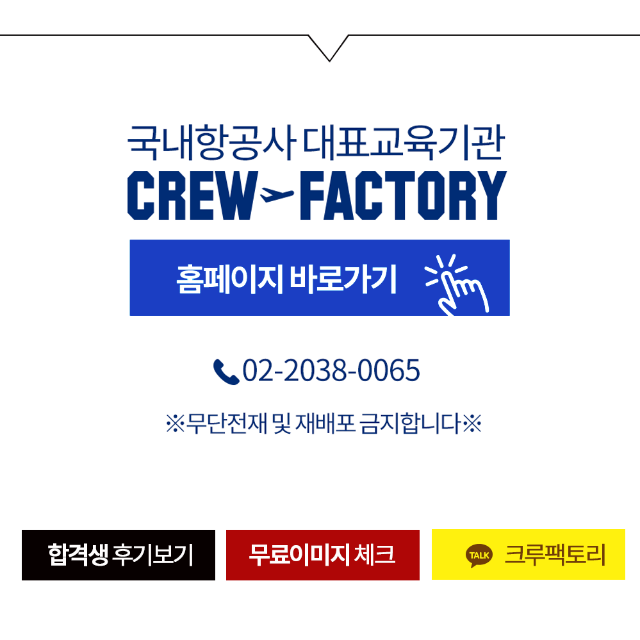 국내항공사 대표교육기관
CREW FACTORY
홈페이지 바로가기
02-2038-0065
※무단전재 및 재배포 금지합니다※
합격생 후기보기
무료이미지 체크
TALK 크루팩토리